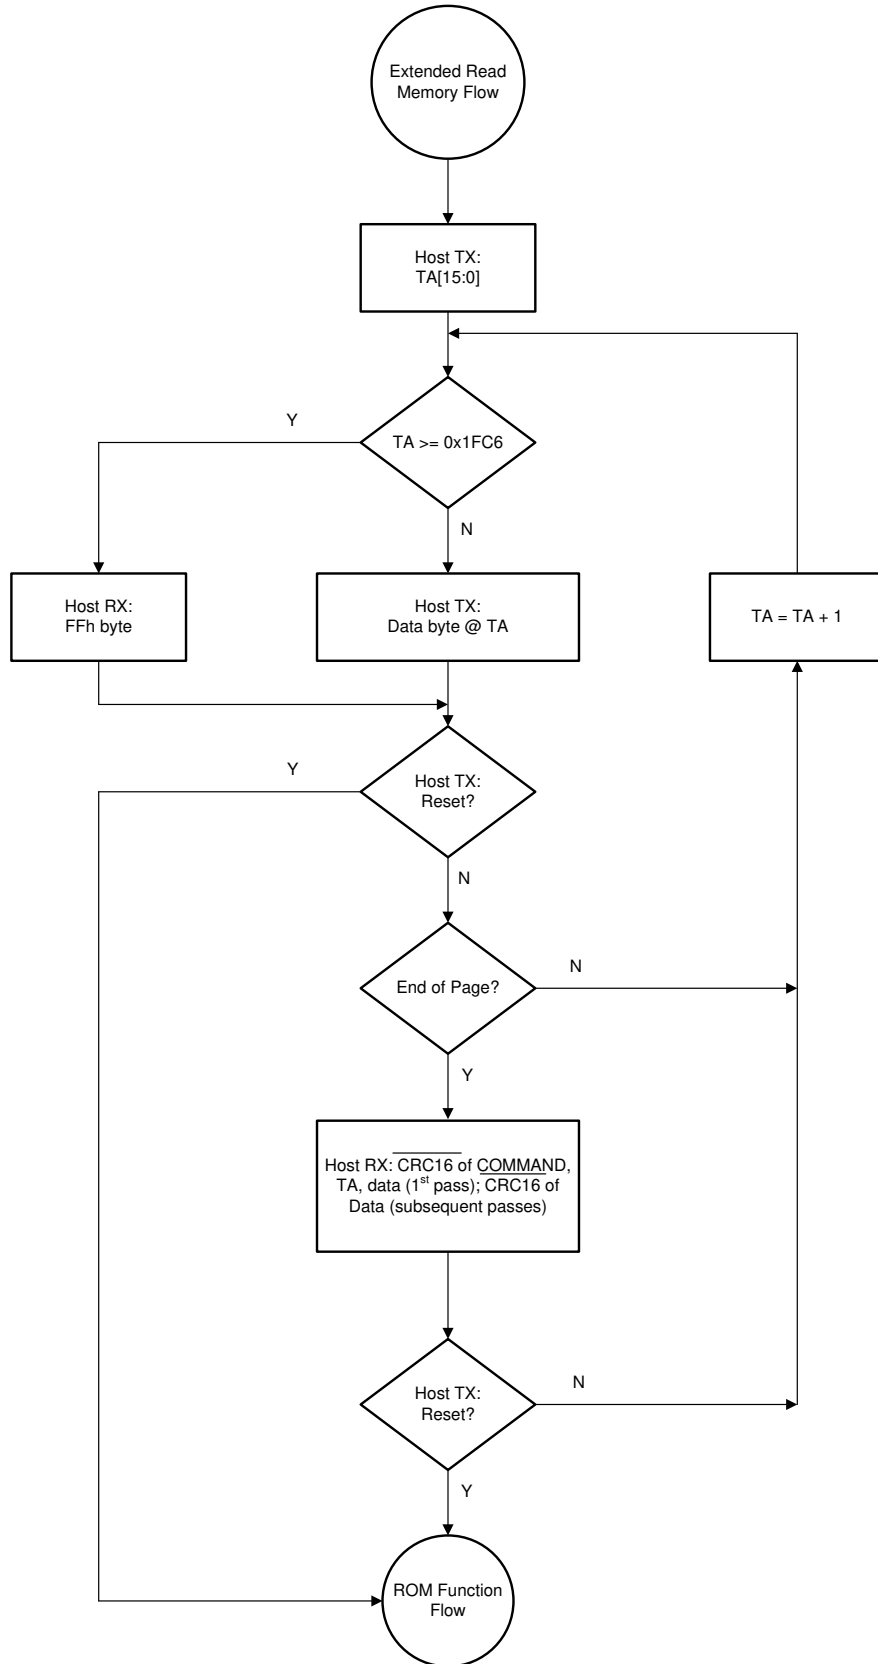 Extended Read
Memory Flow
Host TX:
TA[15:0]
Y
TA >= 0x1FC6
N
Host RX:
FFh byte
Host TX:
Data byte @ TA
TA = TA + 1
Y
Host TX:
Reset?
N
End of Page?
N
Y
Host RX: CRC16 of COMMAND,
TA, data (1st pass); CRC16 of
Data (subsequent passes)
Host TX:
Reset?
N
Y
ROM Function
Flow